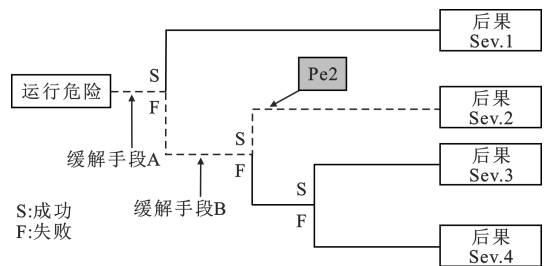 后果
Sev.1
S
运行危险
F
Pe2
后果
Sev.2
S
F
缓解手段A
缓解手段B
后果
Sev.3
S
F
后果
Sev.4
S:成功
F:失败